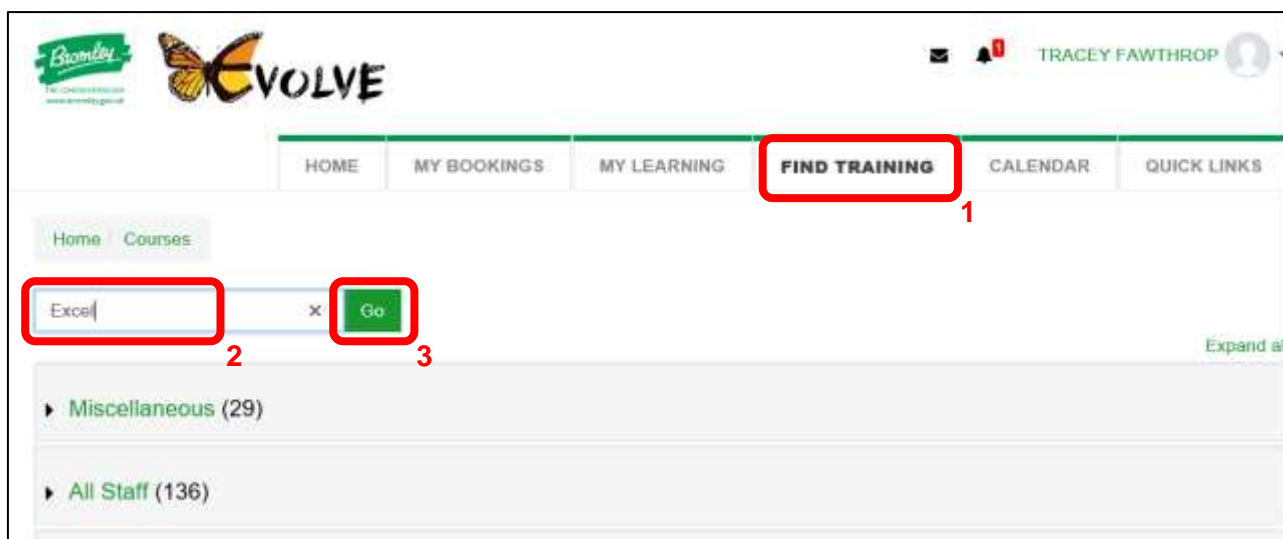 Bromley
EVOLVE
1
TRACEY FAWTHROP
HOME MY BOOKINGS MY LEARNING FIND TRAINING CALENDAR QUICK LINKS
1
Home / Courses
Excel × Go
2 3
Expand al
Miscellaneous (29)
All Staff (136)